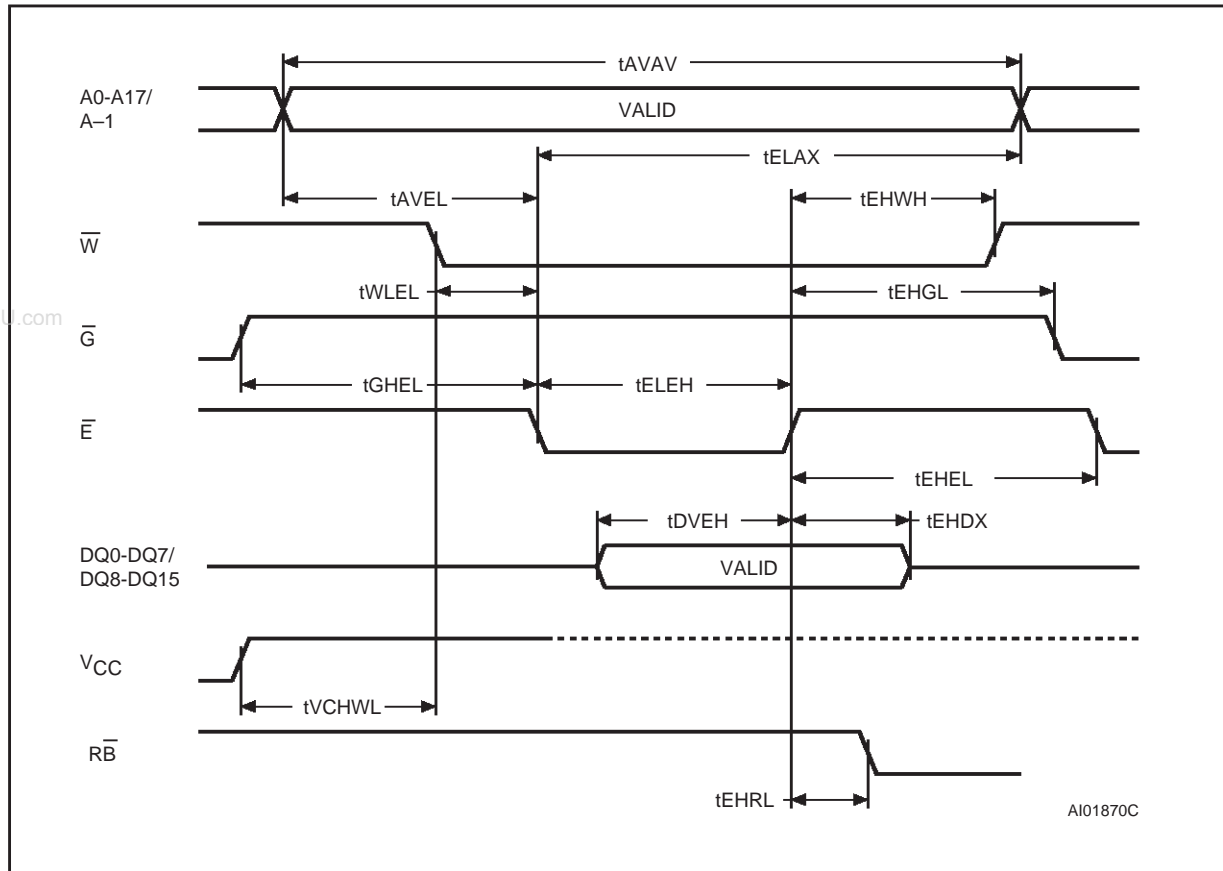 tAVAV
A0-A17/
A–1
VALID
tELAX
tAVEL
tEHWH
W̅
tWLEL
tEHGL
U.com
G̅
tGHEL
tELEH
E̅
tEHEL
tDVEH
tEHDX
DQ0-DQ7/
DQ8-DQ15
VALID
VCC
tVCHWL
RB̅
tEHRL
AI01870C